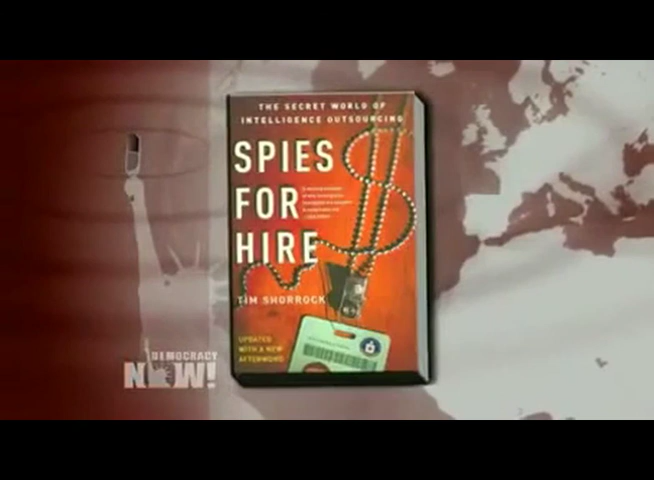 THE SECRET WORLD OF
INTELLIGENCE OUTSOURCING
SPIES
FOR
HIRE
TIM SHORROCK
UPDATED
WITH A NEW
AFTERWORD
DEMOCRACY
NOW!